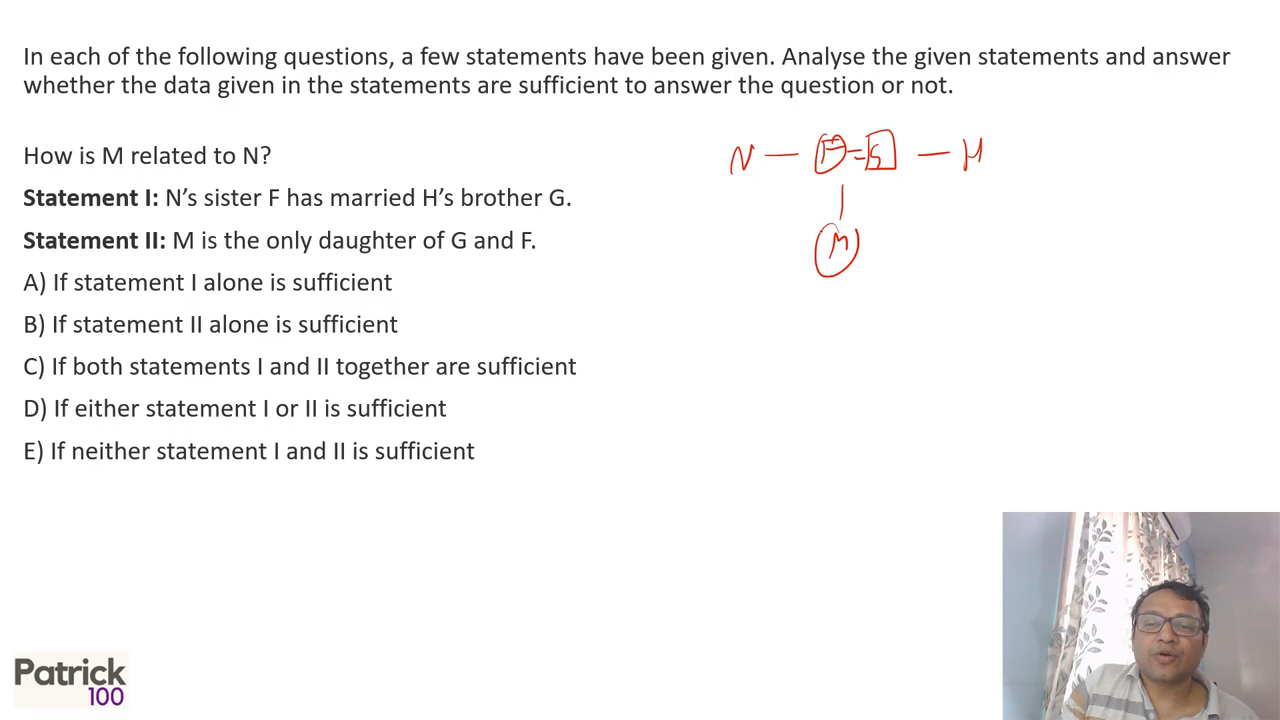 In each of the following questions, a few statements have been given. Analyse the given statements and answer
whether the data given in the statements are sufficient to answer the question or not.
How is M related to N?
N — F = G — H
Statement I: N’s sister F has married H’s brother G.
Statement II: M is the only daughter of G and F.
M
A) If statement I alone is sufficient
B) If statement II alone is sufficient
C) If both statements I and II together are sufficient
D) If either statement I or II is sufficient
E) If neither statement I and II is sufficient
Patrick
100